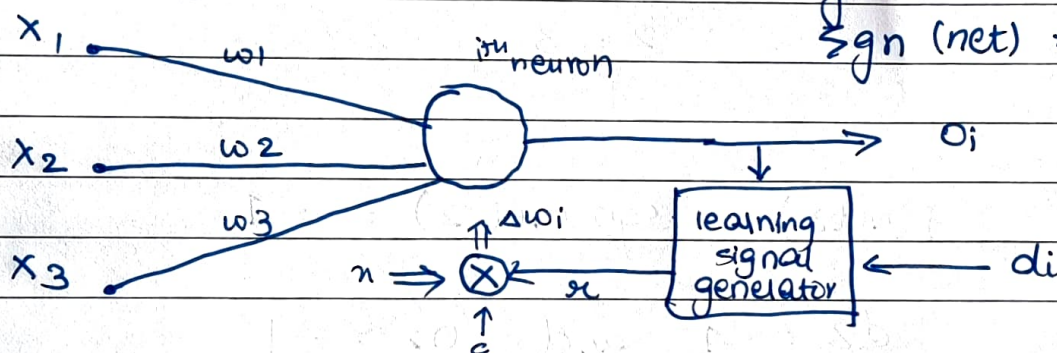 x1
w1
ith neuron
Sgn (net) :
x2
w2
Oi
w3
Δwi
learning
signal
generator
x3
x
r
di
c